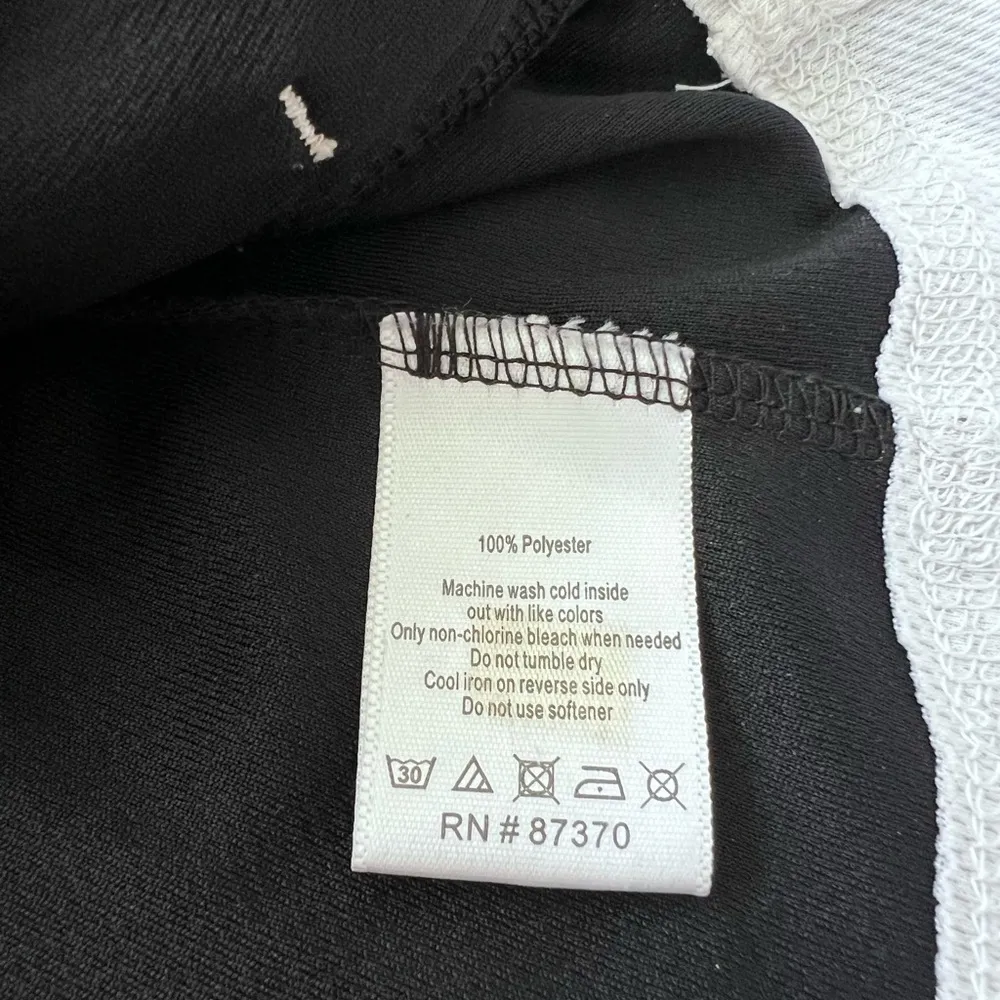 100% Polyester
Machine wash cold inside
out with like colors
Only non-chlorine bleach when needed
Do not tumble dry
Cool iron on reverse side only
Do not use softener
30
RN # 87370